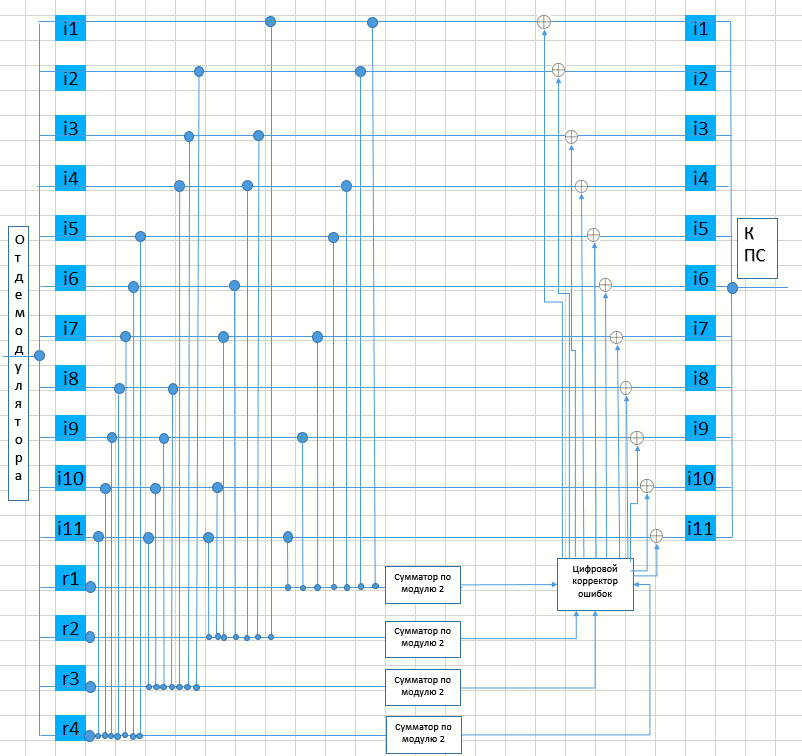 От демодулятора
i1
i2
i3
i4
i5
i6
i7
i8
i9
i10
i11
r1
r2
r3
r4
Сумматор по
модулю 2
Сумматор по
модулю 2
Сумматор по
модулю 2
Сумматор по
модулю 2
Цифровой
корректор
ошибок
i1
i2
i3
i4
i5
i6
i7
i8
i9
i10
i11
К
ПС